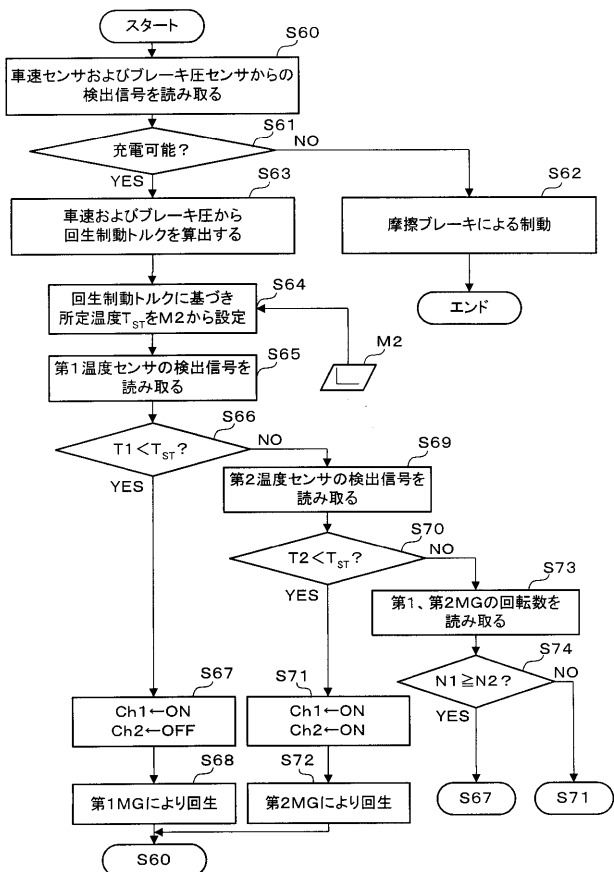 スタート
S60
車速センサおよびブレーキ圧センサからの
検出信号を読み取る
S61
充電可能?
NO
YES
S63
車速およびブレーキ圧から
回生制動トルクを算出する
S62
摩擦ブレーキによる制動
エンド
S64
回生制動トルクに基づき
所定温度TSTをM2から設定
M2
S65
第1温度センサの検出信号を
読み取る
S66
T1<TST?
NO
YES
S69
第2温度センサの検出信号を
読み取る
S70
T2<TST?
NO
YES
S73
第1、第2MGの回転数を
読み取る
S74
N1≧N2?
NO
YES
S67
Ch1←ON
Ch2←OFF
S71
Ch1←ON
Ch2←ON
S68
第1MGにより回生
S72
第2MGにより回生
S67
S71
S60